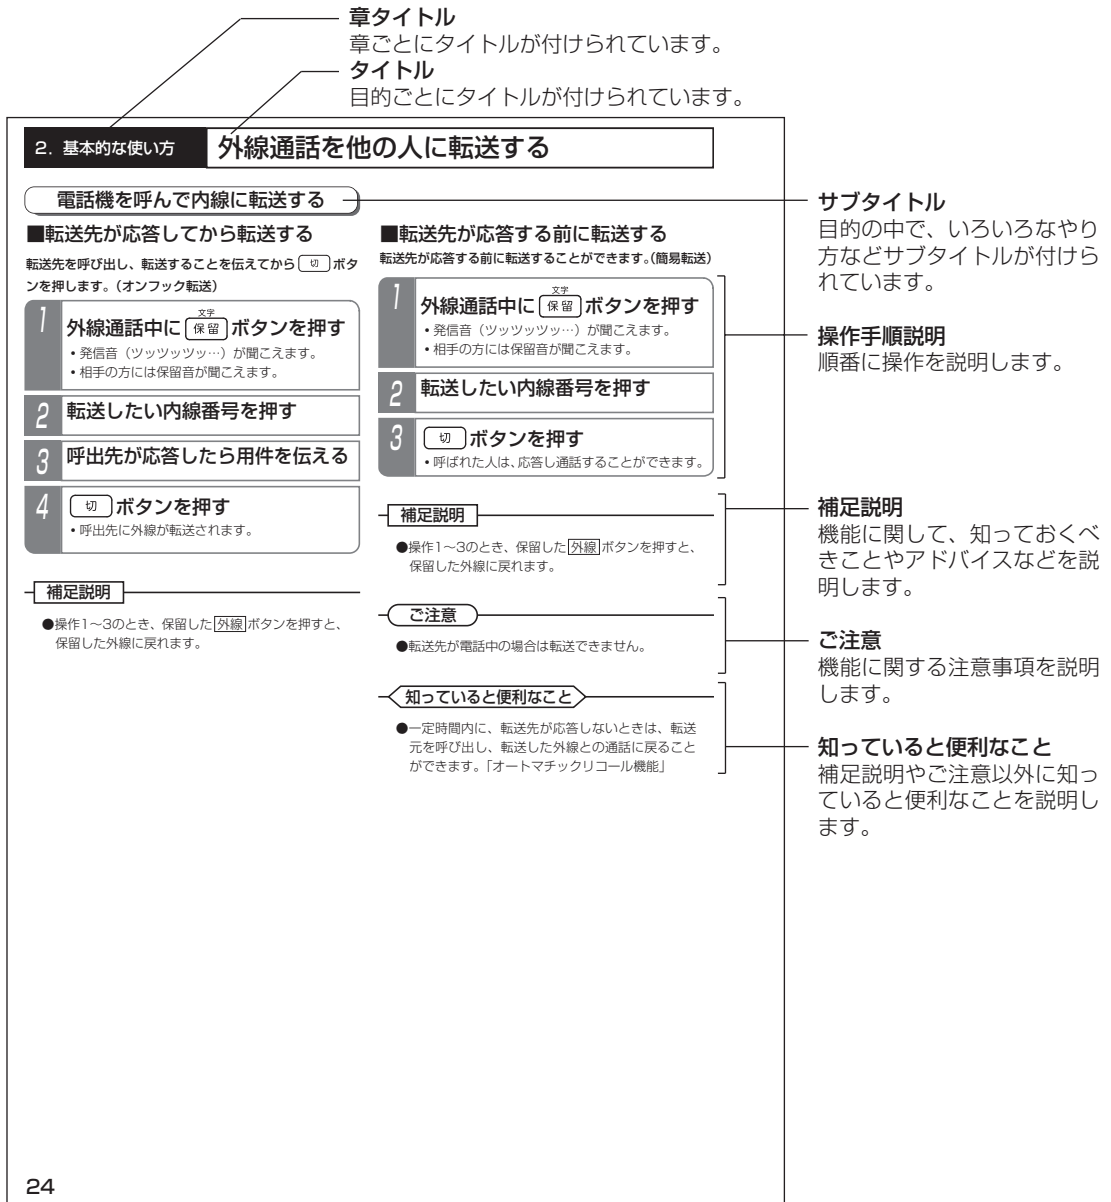 章タイトル
章ごとにタイトルが付けられています。
タイトル
目的ごとにタイトルが付けられています。
2. 基本的な使い方
外線通話を他の人に転送する
電話機を呼んで内線に転送する
■転送先が応答してから転送する
転送先を呼び出し、転送することを伝えてから 切 ボタ
ンを押します。（オンフック転送）
1
文字
外線通話中に 保留 ボタンを押す
・発信音（ツッツッツッ…）が聞こえます。
・相手の方には保留音が聞こえます。
2 転送したい内線番号を押す
3 呼出先が応答したら用件を伝える
4 切 ボタンを押す
・呼出先に外線が転送されます。
補足説明
●操作1～3のとき、保留した 外線 ボタンを押すと、
保留した外線に戻れます。
■転送先が応答する前に転送する
転送先が応答する前に転送することができます。（簡易転送）
1
文字
外線通話中に 保留 ボタンを押す
・発信音（ツッツッツッ…）が聞こえます。
・相手の方には保留音が聞こえます。
2 転送したい内線番号を押す
3 切 ボタンを押す
・呼ばれた人は、応答し通話することができます。
補足説明
●操作1～3のとき、保留した 外線 ボタンを押すと、
保留した外線に戻れます。
ご注意
●転送先が電話中の場合は転送できません。
知っていると便利なこと
●一定時間内に、転送先が応答しないときは、転送
元を呼び出し、転送した外線との通話に戻ること
ができます。「オートマチックリコール機能」
サブタイトル
目的の中で、いろいろなやり
方などサブタイトルが付けら
れています。
操作手順説明
順番に操作を説明します。
補足説明
機能に関して、知っておくべ
きことやアドバイスなどを説
明します。
ご注意
機能に関する注意事項を説明
します。
知っていると便利なこと
補足説明やご注意以外に知っ
ていると便利なことを説明し
ます。
24